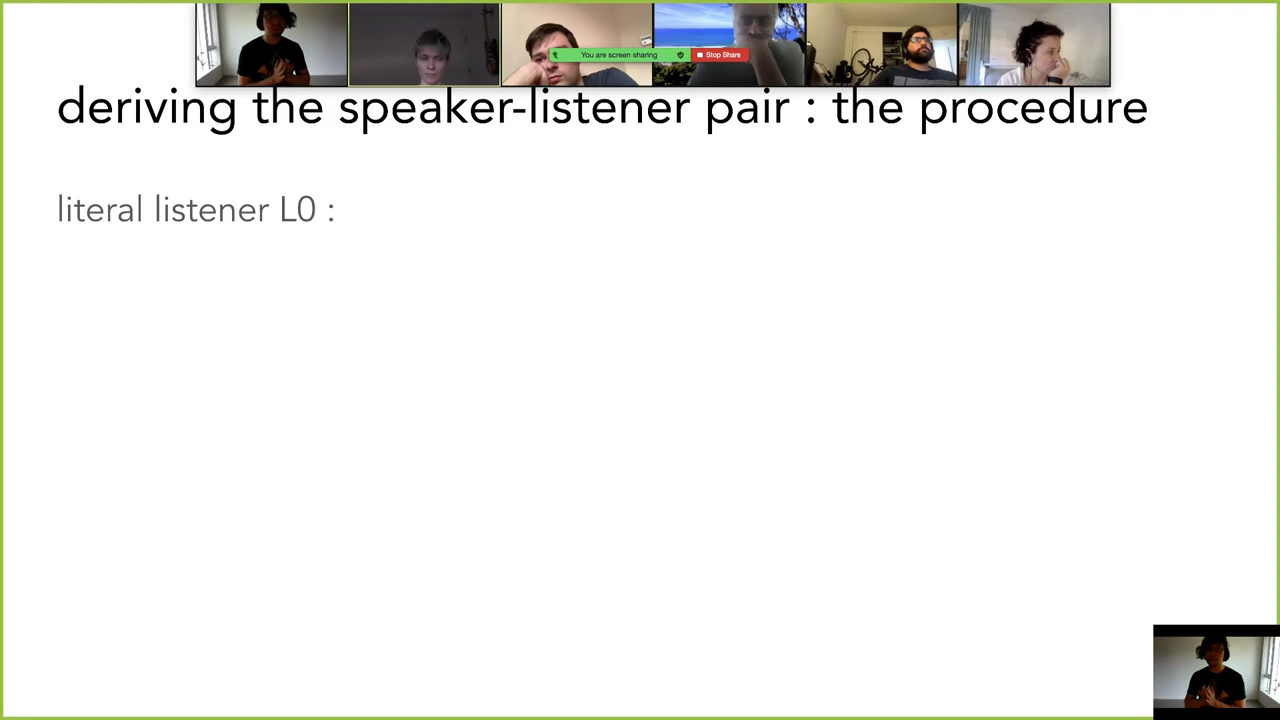 You are screen sharing
Stop Share
deriving the speaker-listener pair : the procedure
literal listener L0 :